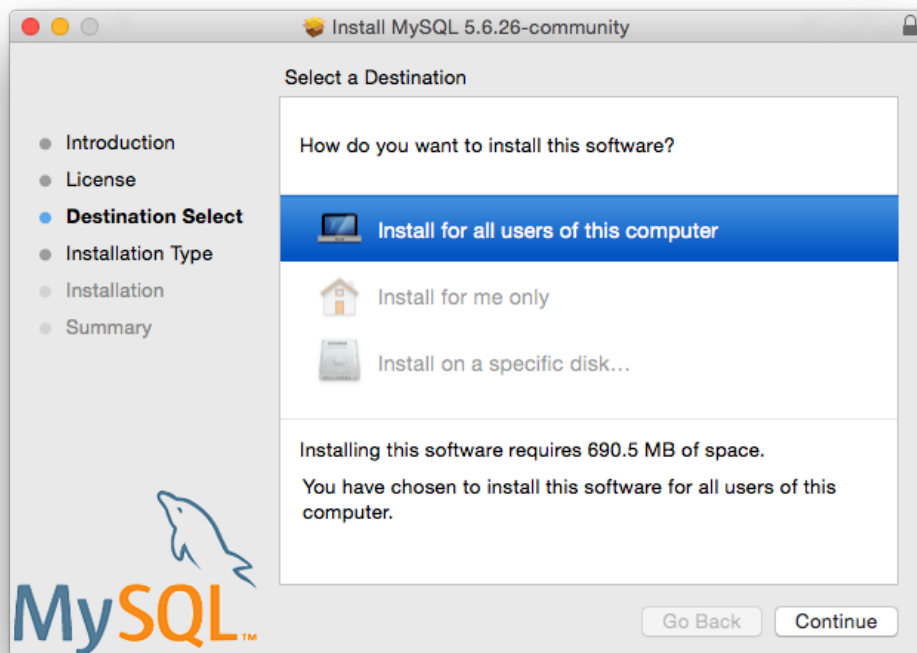 Install MySQL 5.6.26-community
Select a Destination
Introduction
License
Destination Select
Installation Type
Installation
Summary
How do you want to install this software?
Install for all users of this computer
Install for me only
Install on a specific disk...
Installing this software requires 690.5 MB of space.
You have chosen to install this software for all users of this
computer.
MySQL™
Go Back
Continue